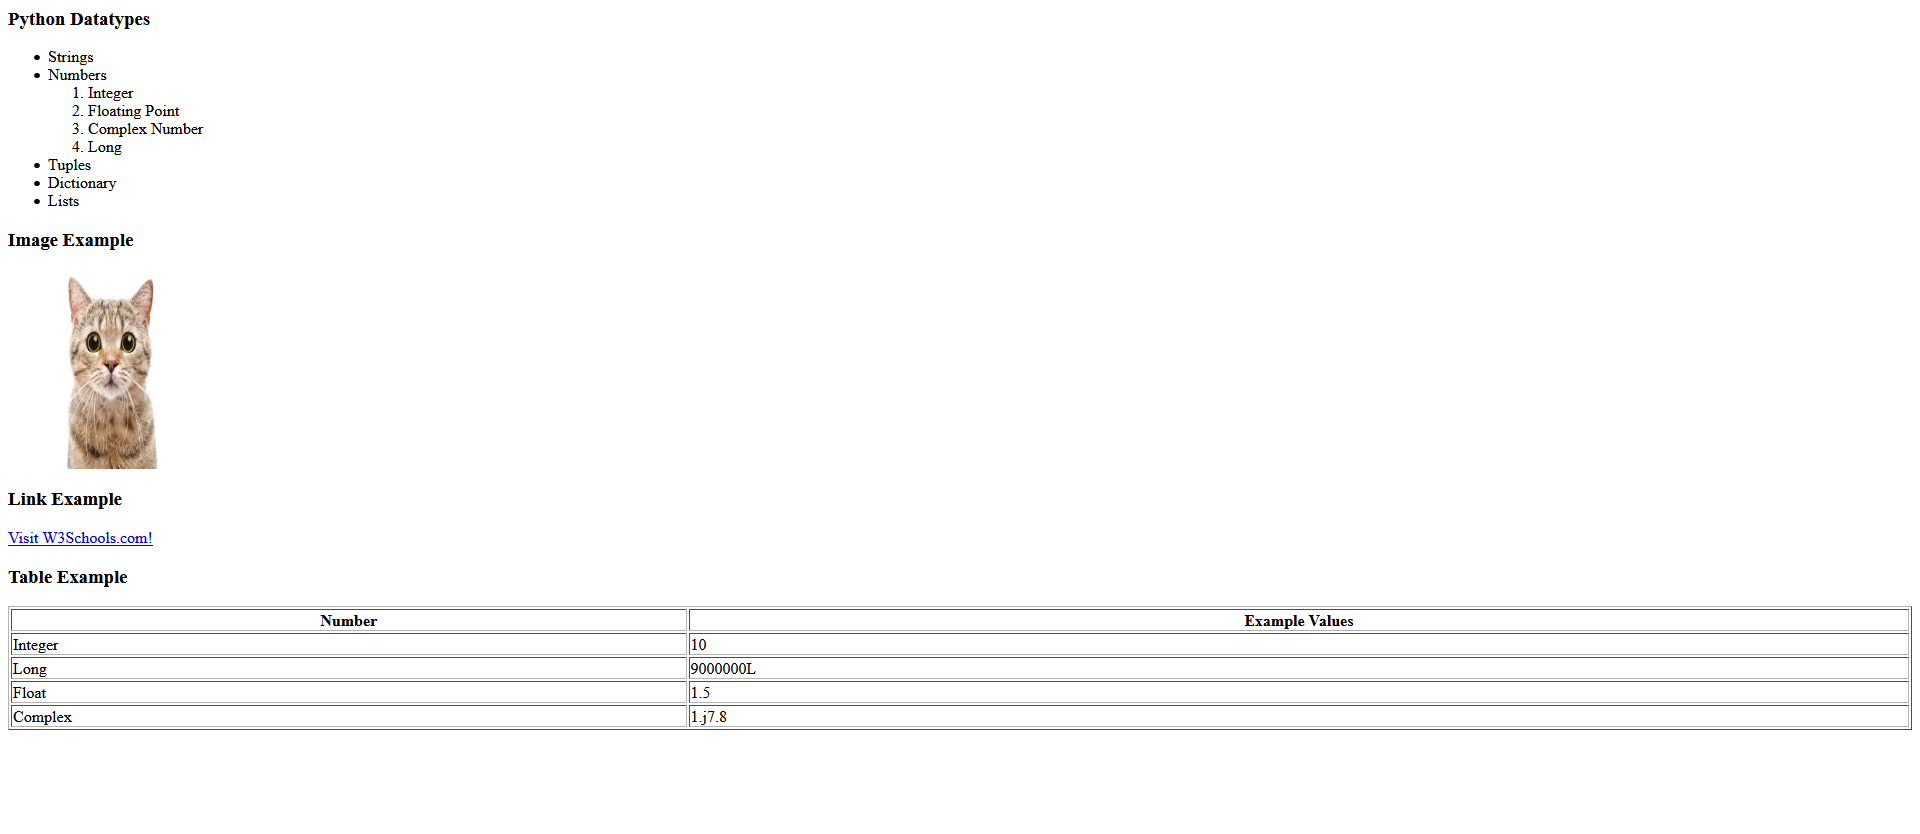 Python Datatypes
• Strings
• Numbers
1. Integer
2. Floating Point
3. Complex Number
4. Long
• Tuples
• Dictionary
• Lists
Image Example
Link Example
Visit W3Schools.com!
Table Example
Number Example Values
Integer 10
Long 9000000L
Float 1.5
Complex 1.j7.8